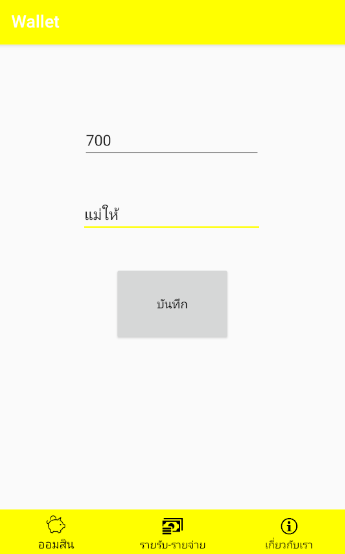 Wallet
700
แม่ให้
บันทึก
ออมสิน
รายรับ-รายจ่าย
เกี่ยวกับเรา